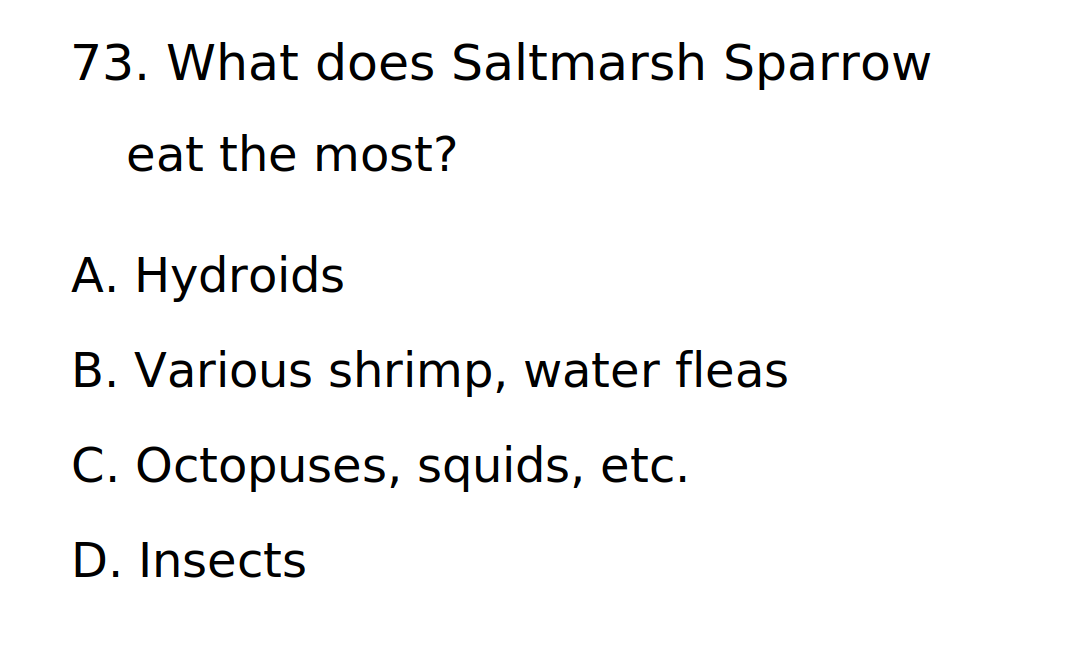 73. What does Saltmarsh Sparrow
eat the most?
A. Hydroids
B. Various shrimp, water fleas
C. Octopuses, squids, etc.
D. Insects